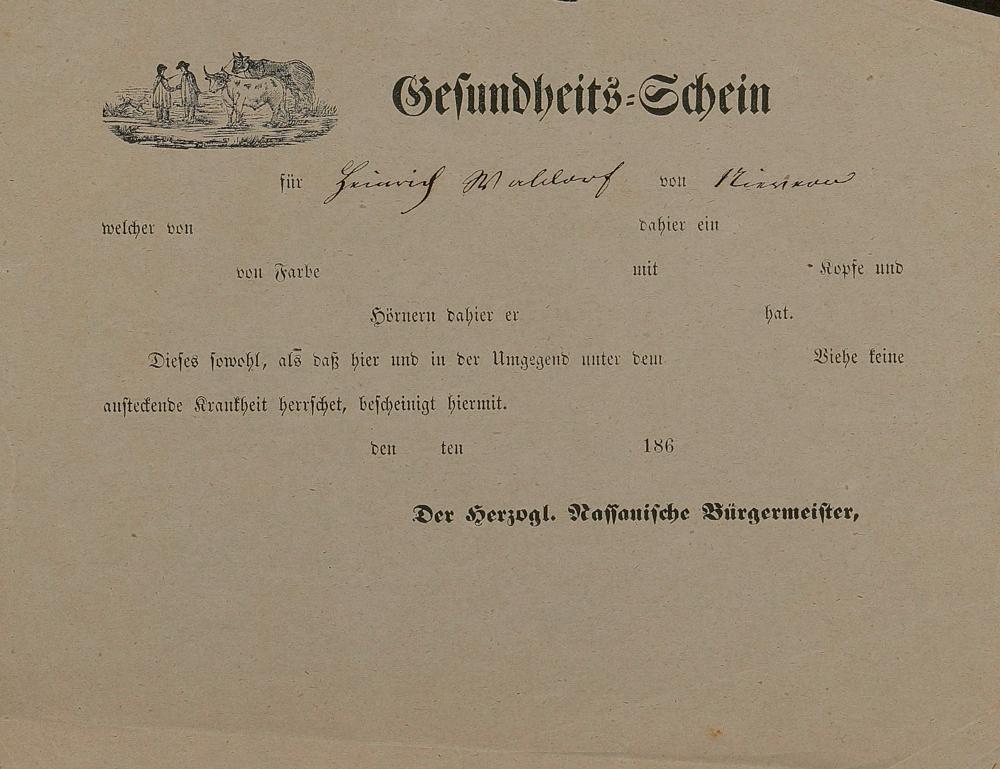 Gesundheits-Schein
für Heinrich Waldorf von Nievern
welcher von dahier ein
von Farbe mit Kopfe und
Hörnern dahier er hat.
Dieses sowohl, als daß hier und in der Umgegend unter dem Viehe keine
ansteckende Krankheit herrschet, bescheinigt hiermit.
den ten 186
Der Herzogl. Nassauische Bürgermeister,